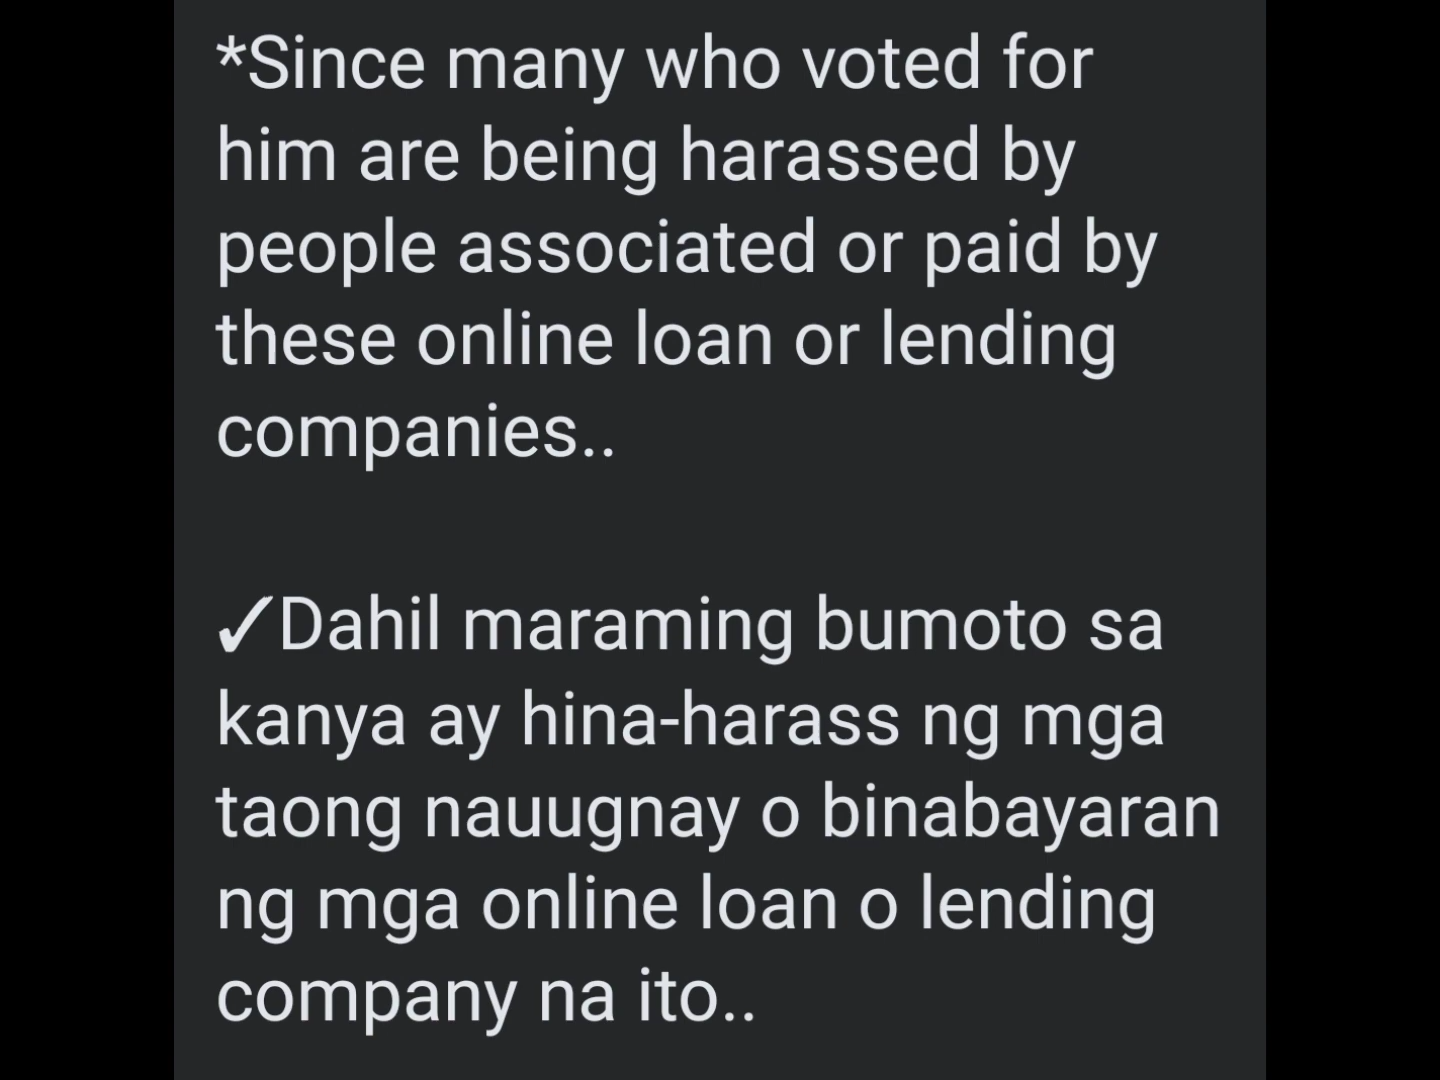 *Since many who voted for
him are being harassed by
people associated or paid by
these online loan or lending
companies..
✓Dahil maraming bumoto sa
kanya ay hina-harass ng mga
taong nauugnay o binabayaran
ng mga online loan o lending
company na ito..